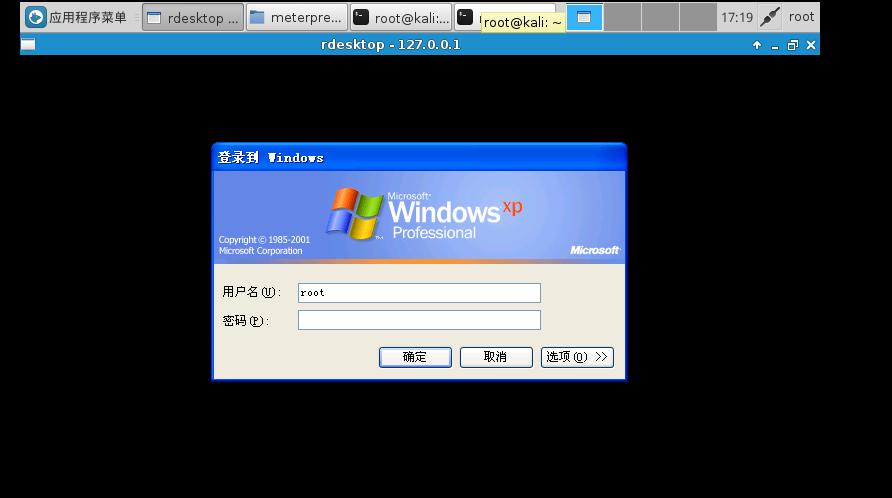 应用程序菜单
rdesktop ...
meterpre...
root@kali:...
root@kali: ~
17:19
root
rdesktop - 127.0.0.1
登录到 Windows
Microsoft®
Windows xp
Professional
Copyright © 1985-2001
Microsoft Corporation
Microsoft®
用户名(U):
root
密码(P):
确定
取消
选项(O) >>